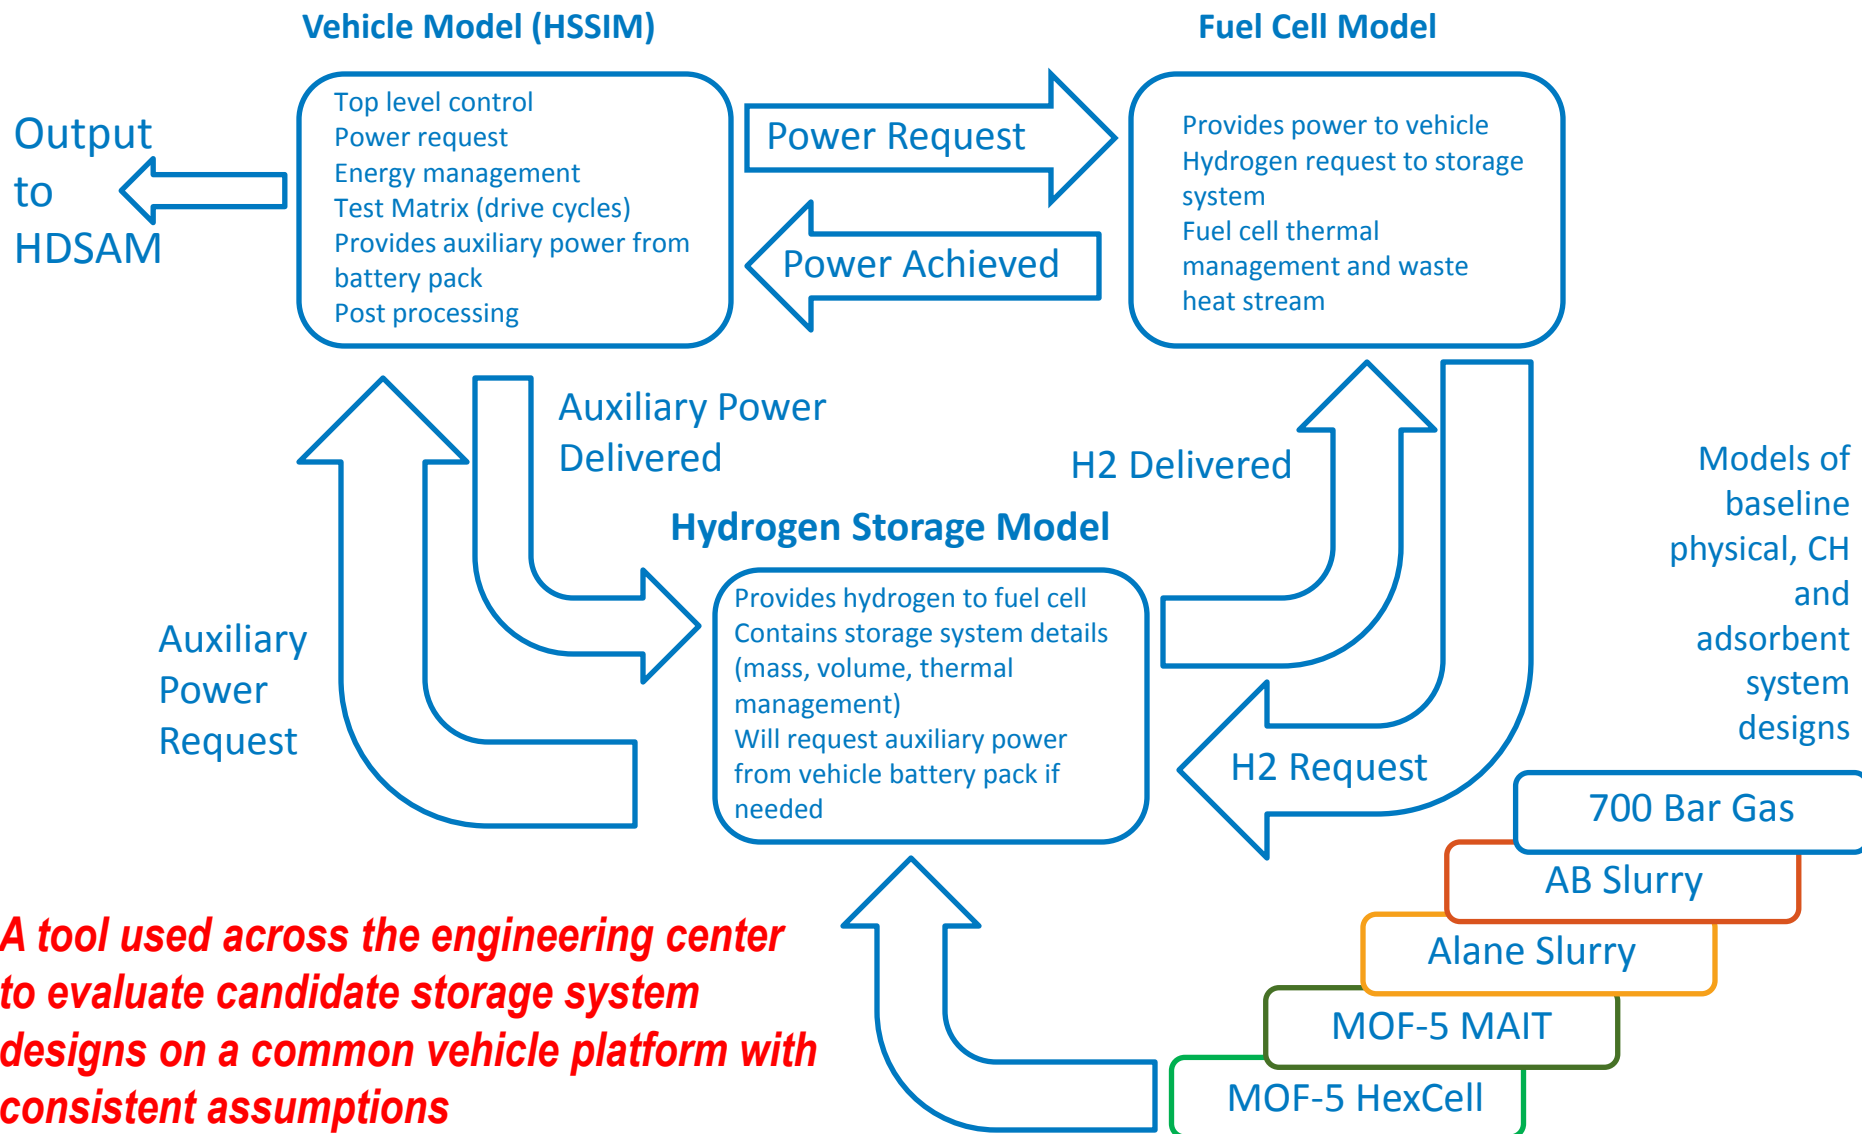 Vehicle Model (HSSIM)
Fuel Cell Model
Output
to
HDSAM
Top level control
Power request
Energy management
Test Matrix (drive cycles)
Provides auxiliary power from
battery pack
Post processing
Power Request
Power Achieved
Provides power to vehicle
Hydrogen request to storage
system
Fuel cell thermal
management and waste
heat stream
Auxiliary Power
Delivered
H2 Delivered
Models of
baseline
physical, CH
and
adsorbent
system
designs
Hydrogen Storage Model
Auxiliary
Power
Request
Provides hydrogen to fuel cell
Contains storage system details
(mass, volume, thermal
management)
Will request auxiliary power
from vehicle battery pack if
needed
H2 Request
700 Bar Gas
AB Slurry
Alane Slurry
MOF-5 MAIT
MOF-5 HexCell
A tool used across the engineering center
to evaluate candidate storage system
designs on a common vehicle platform with
consistent assumptions